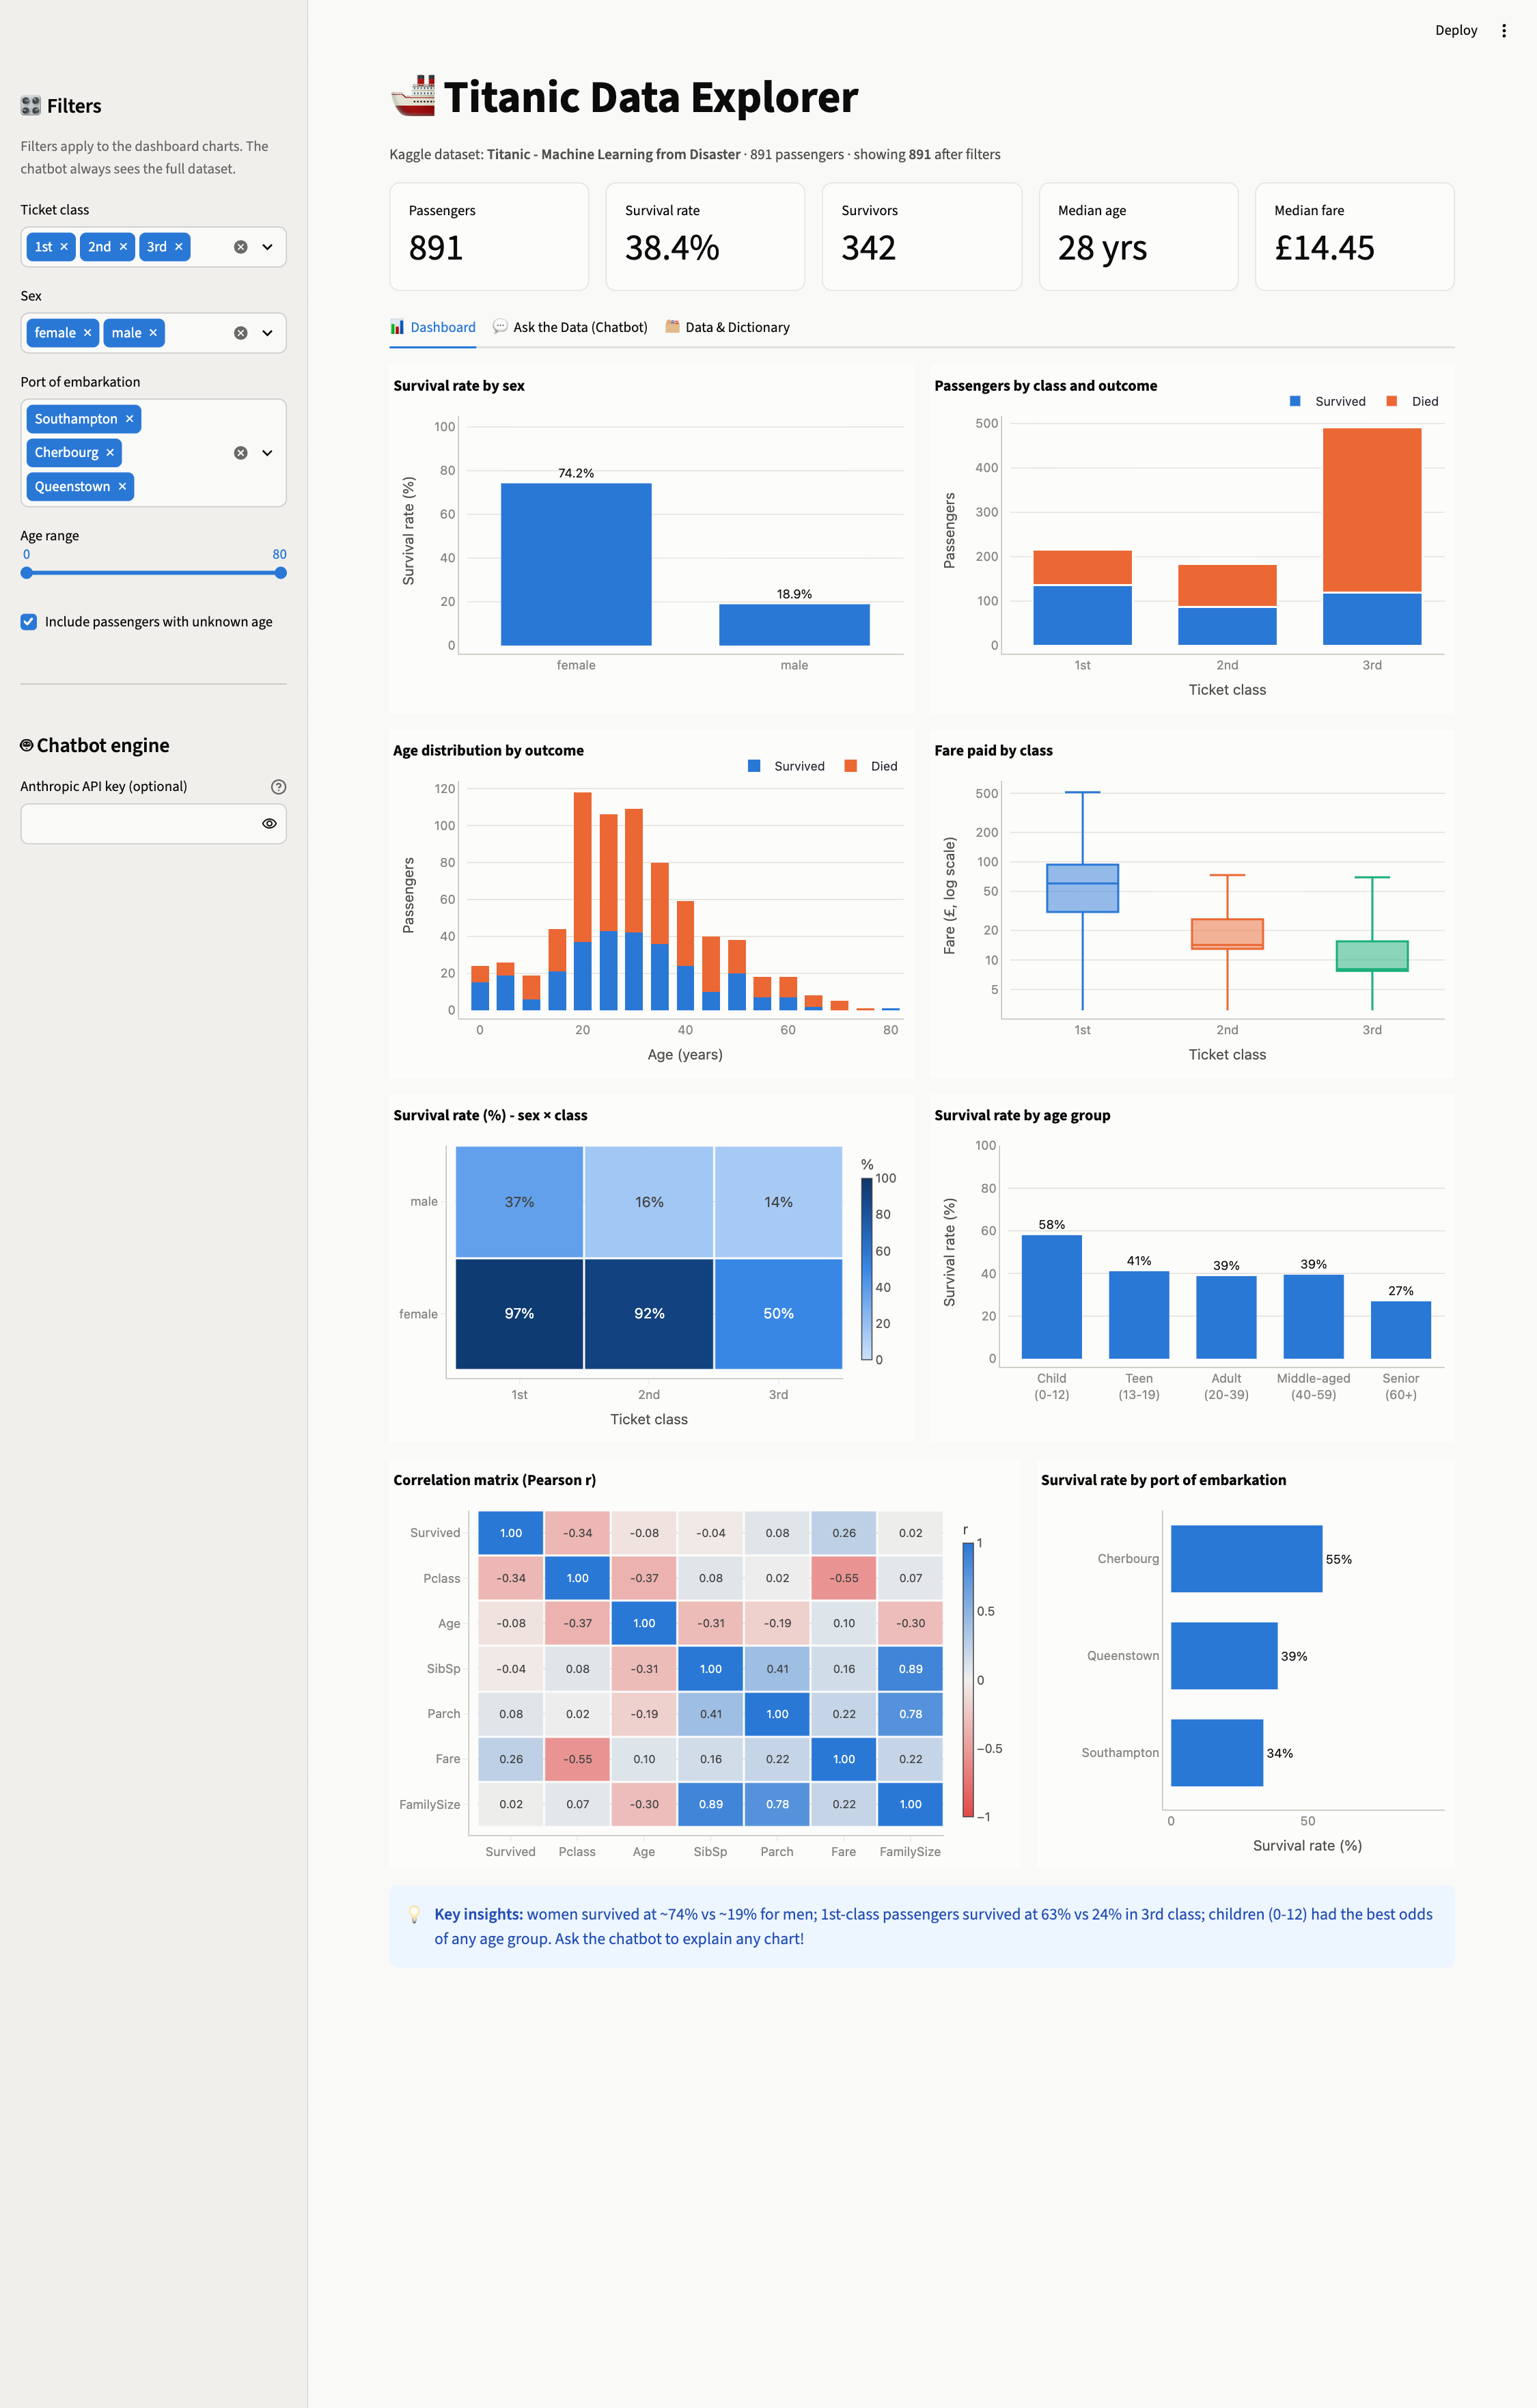 Deploy
Filters
Filters apply to the dashboard charts. The
chatbot always sees the full dataset.
Ticket class
1st × 2nd × 3rd ×
Sex
female × male ×
Port of embarkation
Southampton ×
Cherbourg ×
Queenstown ×
Age range
0 80
Include passengers with unknown age
Chatbot engine
Anthropic API key (optional)
Titanic Data Explorer
Kaggle dataset: Titanic - Machine Learning from Disaster · 891 passengers · showing 891 after filters
Passengers
891
Survival rate
38.4%
Survivors
342
Median age
28 yrs
Median fare
£14.45
Dashboard
Ask the Data (Chatbot)
Data & Dictionary
Survival rate by sex
Survival rate (%)
100
80
60
40
20
0
74.2%
18.9%
female male
Passengers by class and outcome
Survived Died
Passengers
500
400
300
200
100
0
1st 2nd 3rd
Ticket class
Age distribution by outcome
Survived Died
Passengers
120
100
80
60
40
20
0
0 20 40 60 80
Age (years)
Fare paid by class
Fare (£, log scale)
500
200
100
50
20
10
5
1st 2nd 3rd
Ticket class
Survival rate (%) - sex × class
male 37% 16% 14%
female 97% 92% 50%
1st 2nd 3rd
Ticket class
%
100
80
60
40
20
0
Survival rate by age group
Survival rate (%)
100
80
60
40
20
0
58% 41% 39% 39% 27%
Child Teen Adult Middle-aged Senior
(0-12) (13-19) (20-39) (40-59) (60+)
Correlation matrix (Pearson r)
Survived 1.00 -0.34 -0.08 -0.04 0.08 0.26 0.02
Pclass -0.34 1.00 -0.37 0.08 0.02 -0.55 0.07
Age -0.08 -0.37 1.00 -0.31 -0.19 0.10 -0.30
SibSp -0.04 0.08 -0.31 1.00 0.41 0.16 0.89
Parch 0.08 0.02 -0.19 0.41 1.00 0.22 0.78
Fare 0.26 -0.55 0.10 0.16 0.22 1.00 0.22
FamilySize 0.02 0.07 -0.30 0.89 0.78 0.22 1.00
Survived Pclass Age SibSp Parch Fare FamilySize
r
1
0.5
0
−0.5
−1
Survival rate by port of embarkation
Cherbourg 55%
Queenstown 39%
Southampton 34%
0 50
Survival rate (%)
Key insights: women survived at ~74% vs ~19% for men; 1st-class passengers survived at 63% vs 24% in 3rd class; children (0-12) had the best odds
of any age group. Ask the chatbot to explain any chart!